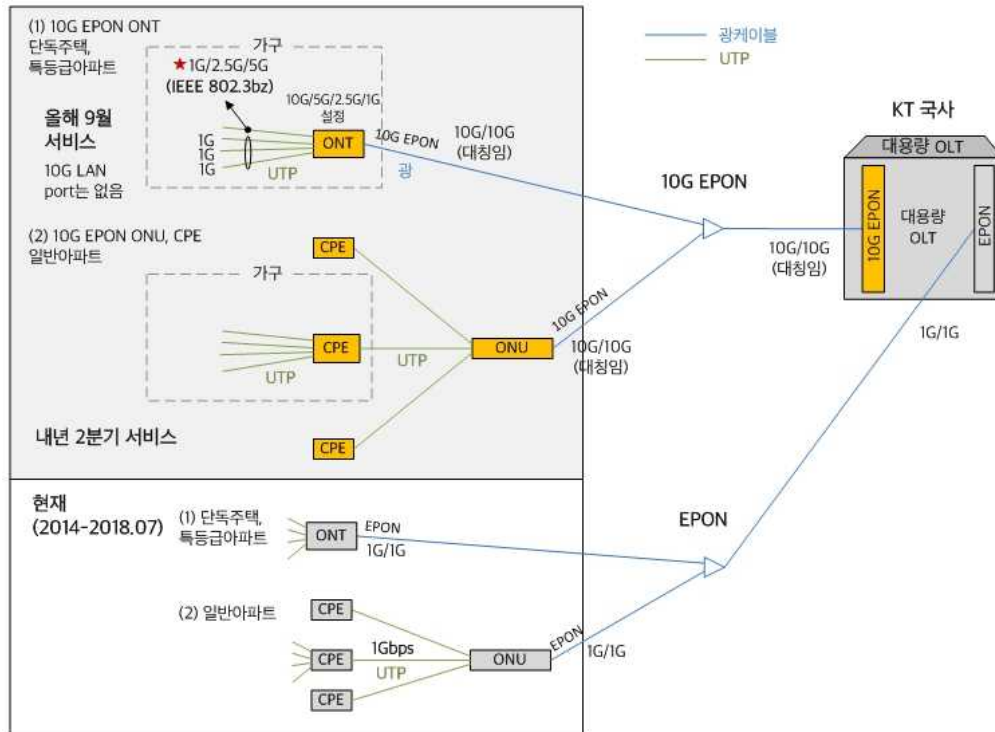 (1) 10G EPON ONT
단독주택,
특등급아파트
가구
★1G/2.5G/5G
(IEEE 802.3bz)
올해 9월
서비스
10G LAN
port는 없음
1G
1G
1G
UTP
10G/5G/2.5G/1G
설정
ONT
10G EPON
광
10G/10G
(대칭임)
광케이블
UTP
KT 국사
대용량 OLT
10G EPON
대용량
OLT
EPON
10G EPON
10G/10G
(대칭임)
1G/1G
(2) 10G EPON ONU, CPE
일반아파트
CPE
가구
CPE
UTP
UTP
ONU
10G EPON
10G/10G
(대칭임)
CPE
내년 2분기 서비스
현재
(2014-2018.07)
(1) 단독주택,
특등급아파트
ONT
EPON
1G/1G
EPON
(2) 일반아파트
CPE
1Gbps
CPE
UTP
CPE
ONU
EPON
1G/1G